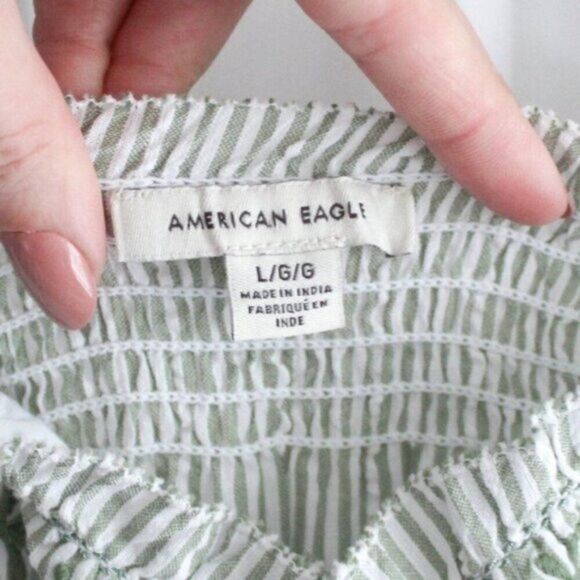 AMERICAN EAGLE
L/G/G
MADE IN INDIA
FABRIQUÉ EN
INDE